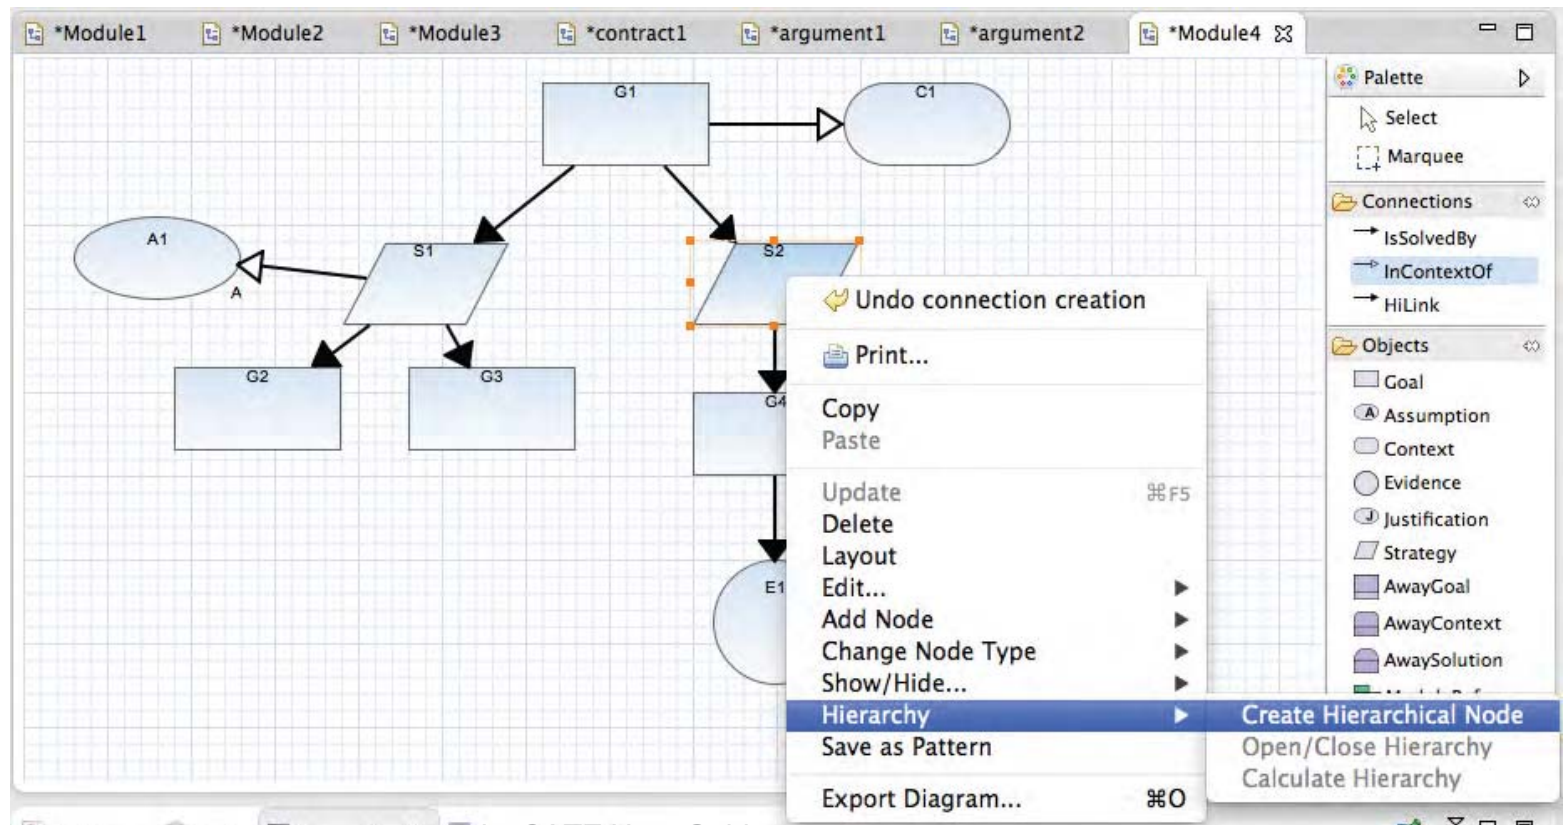 *Module1
*Module2
*Module3
*contract1
*argument1
*argument2
*Module4
G1
C1
A1
A
S1
S2
G2
G3
G4
E1
Undo connection creation
Print...
Copy
Paste
Update ⌘F5
Delete
Layout
Edit...
Add Node
Change Node Type
Show/Hide...
Hierarchy
Save as Pattern
Export Diagram... ⌘O
Create Hierarchical Node
Open/Close Hierarchy
Calculate Hierarchy
Palette
Select
Marquee
Connections
IsSolvedBy
InContextOf
HiLink
Objects
Goal
A Assumption
Context
Evidence
J Justification
Strategy
AwayGoal
AwayContext
AwaySolution